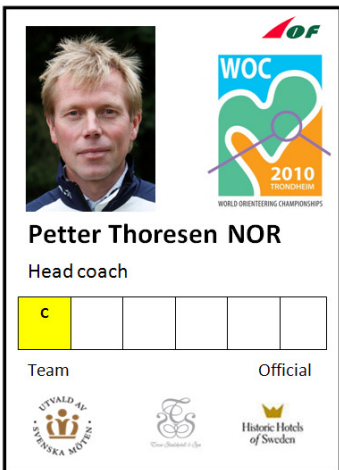 OF
WOC
2010
TRONDHEIM
WORLD ORIENTEERING CHAMPIONSHIPS
Petter Thoresen NOR
Head coach
C
Team Official
UTVALD AV
SVENSKA MÖTEN
Historic Hotels
of Sweden